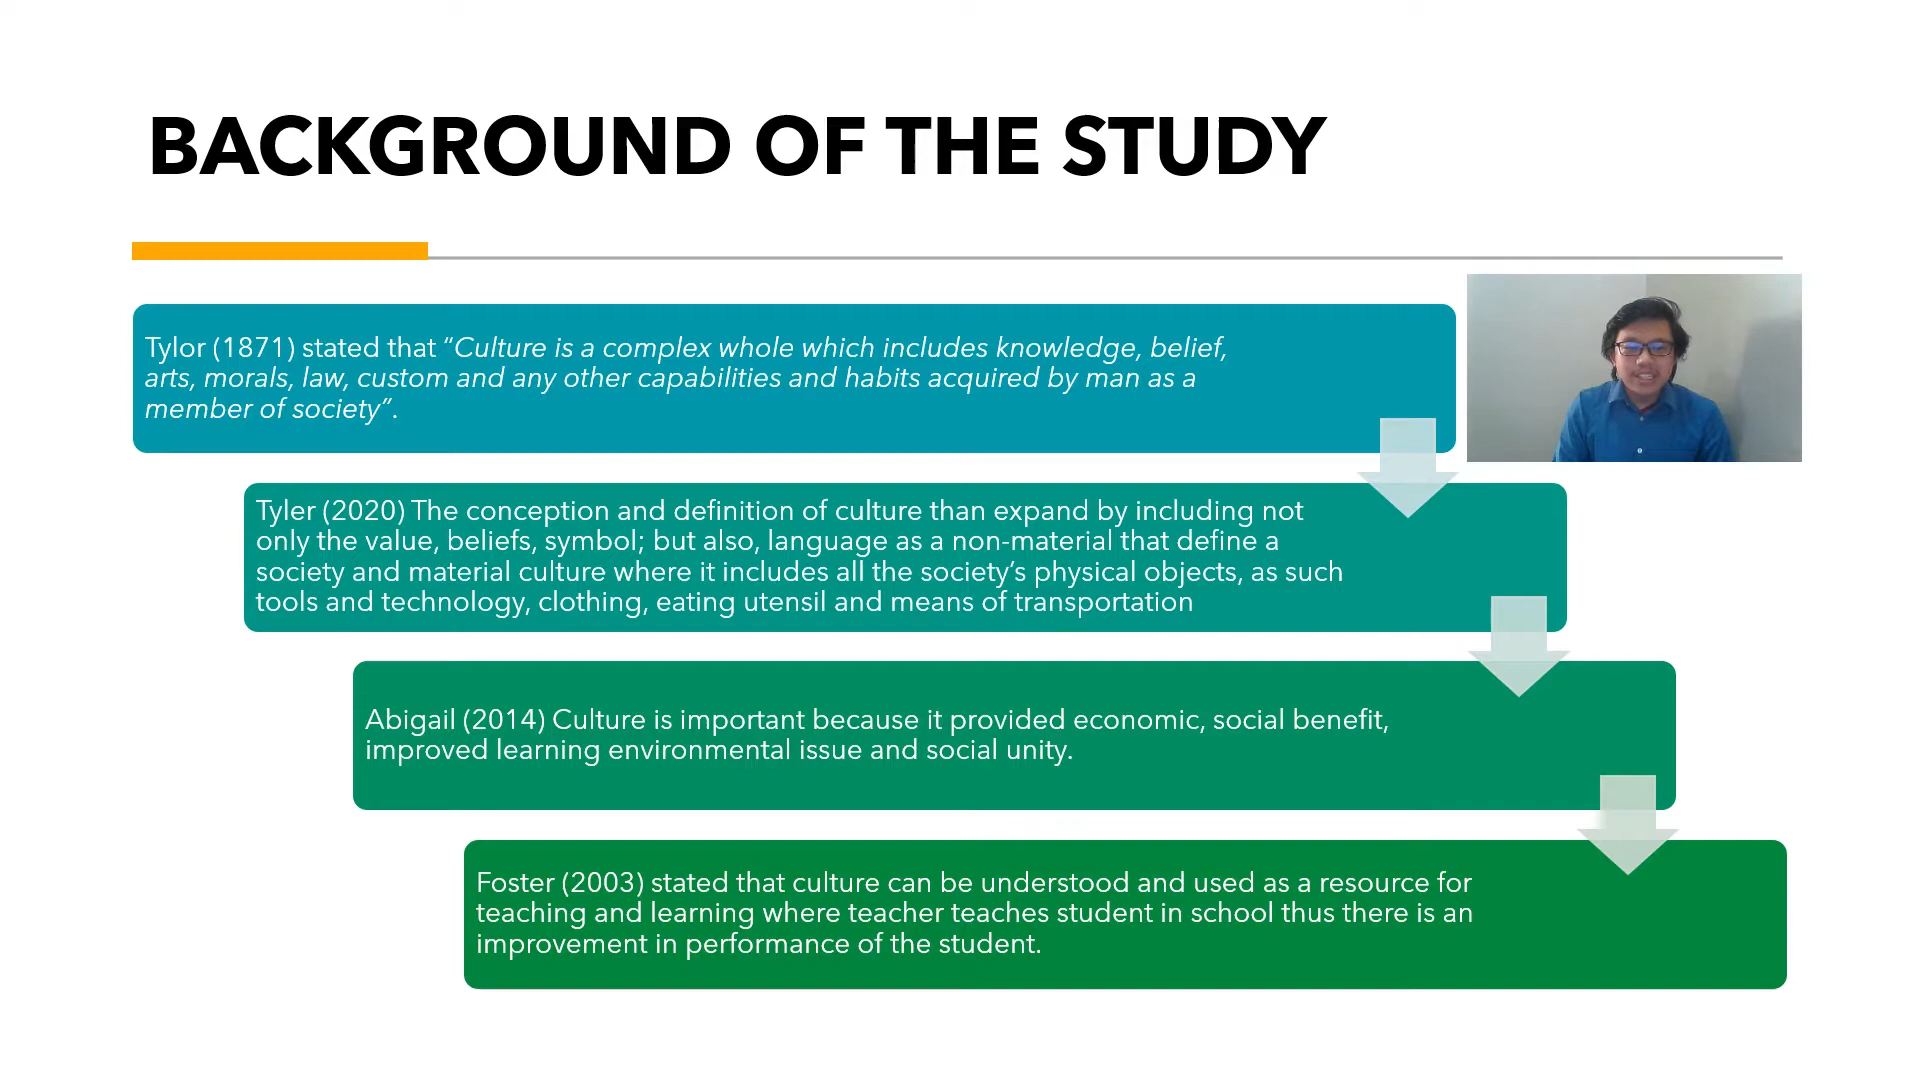 BACKGROUND OF THE STUDY
Tylor (1871) stated that “Culture is a complex whole which includes knowledge, belief,
arts, morals, law, custom and any other capabilities and habits acquired by man as a
member of society”.
Tyler (2020) The conception and definition of culture than expand by including not
only the value, beliefs, symbol; but also, language as a non-material that define a
society and material culture where it includes all the society’s physical objects, as such
tools and technology, clothing, eating utensil and means of transportation
Abigail (2014) Culture is important because it provided economic, social benefit,
improved learning environmental issue and social unity.
Foster (2003) stated that culture can be understood and used as a resource for
teaching and learning where teacher teaches student in school thus there is an
improvement in performance of the student.